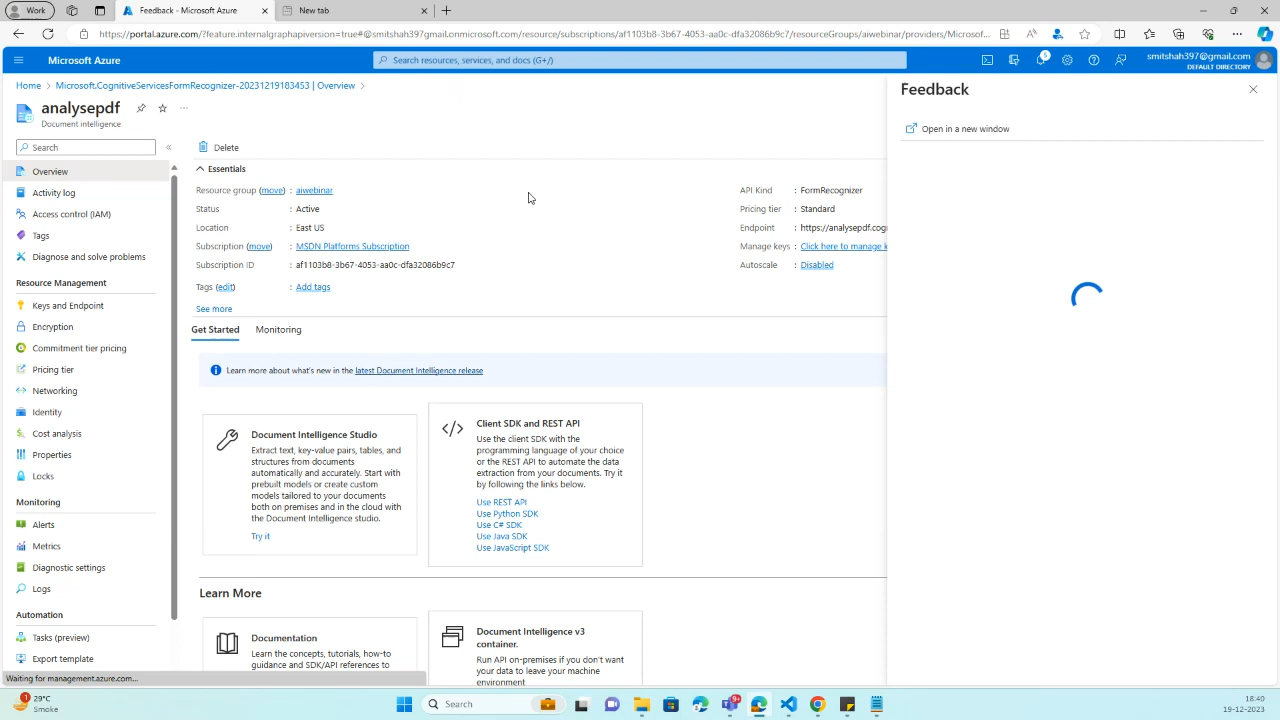 Work
Feedback - Microsoft Azure
New tab
https://portal.azure.com/?feature.internalgraphapiversion=true#@smitshah397gmail.onmicrosoft.com/resource/subscriptions/af1103b8-3b67-4053-aa0c-dfa32086b9c7/resourceGroups/aiwebinar/providers/Microsof...
Microsoft Azure
Search resources, services, and docs (G+/)
5
smitshah397@gmail.com
DEFAULT DIRECTORY
Home > Microsoft.CognitiveServicesFormRecognizer-20231219183453 | Overview >
analysepdf
Document intelligence
Search
Overview
Activity log
Access control (IAM)
Tags
Diagnose and solve problems
Resource Management
Keys and Endpoint
Encryption
Commitment tier pricing
Pricing tier
Networking
Identity
Cost analysis
Properties
Locks
Monitoring
Alerts
Metrics
Diagnostic settings
Logs
Automation
Tasks (preview)
Export template
Delete
Essentials
Resource group (move) : aiwebinar
Status : Active
Location : East US
Subscription (move) : MSDN Platforms Subscription
Subscription ID : af1103b8-3b67-4053-aa0c-dfa32086b9c7
Tags (edit) : Add tags
See more
API Kind : FormRecognizer
Pricing tier : Standard
Endpoint : https://analysepdf.cog
Manage keys : Click here to manage k
Autoscale : Disabled
Get Started
Monitoring
Learn more about what's new in the latest Document Intelligence release
Document Intelligence Studio
Extract text, key-value pairs, tables, and
structures from documents
automatically and accurately. Start with
prebuilt models or create custom
models tailored to your documents
both on premises and in the cloud with
the Document Intelligence studio.
Try it
Client SDK and REST API
Use the client SDK with the
programming language of your choice
or the REST API to automate the data
extraction from your documents. Try it
by following the links below.
Use REST API
Use Python SDK
Use C# SDK
Use Java SDK
Use JavaScript SDK
Learn More
Documentation
Learn the concepts, tutorials, how-to
guidance and SDK/API references to
Document Intelligence v3
container.
Run API on-premises if you don't want
your data to leave your machine
environment
Feedback
Open in a new window
Waiting for management.azure.com...
1
29°C
Smoke
Search
9+
18:40
19-12-2023